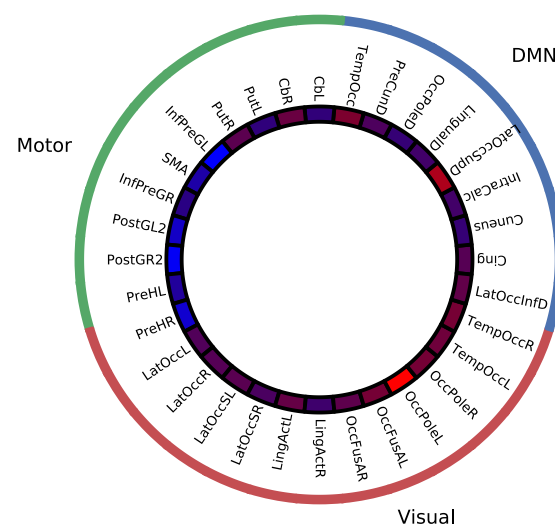 DMN
Motor
Visual
TempOcc
PreCunD
OccPoleD
LingualD
LatOccSupD
IntraCalc
Cuneus
Cing
LatOccInfD
TempOccR
TempOccL
OccPoleR
OccPoleL
OccFusAL
OccFusAR
LingActR
LingActL
LatOccSR
LatOccSL
LatOccR
LatOccL
PreHR
PreHL
PostGR2
PostGL2
InfPreGR
SMA
InfPreGL
PutR
PutL
CbR
CbL